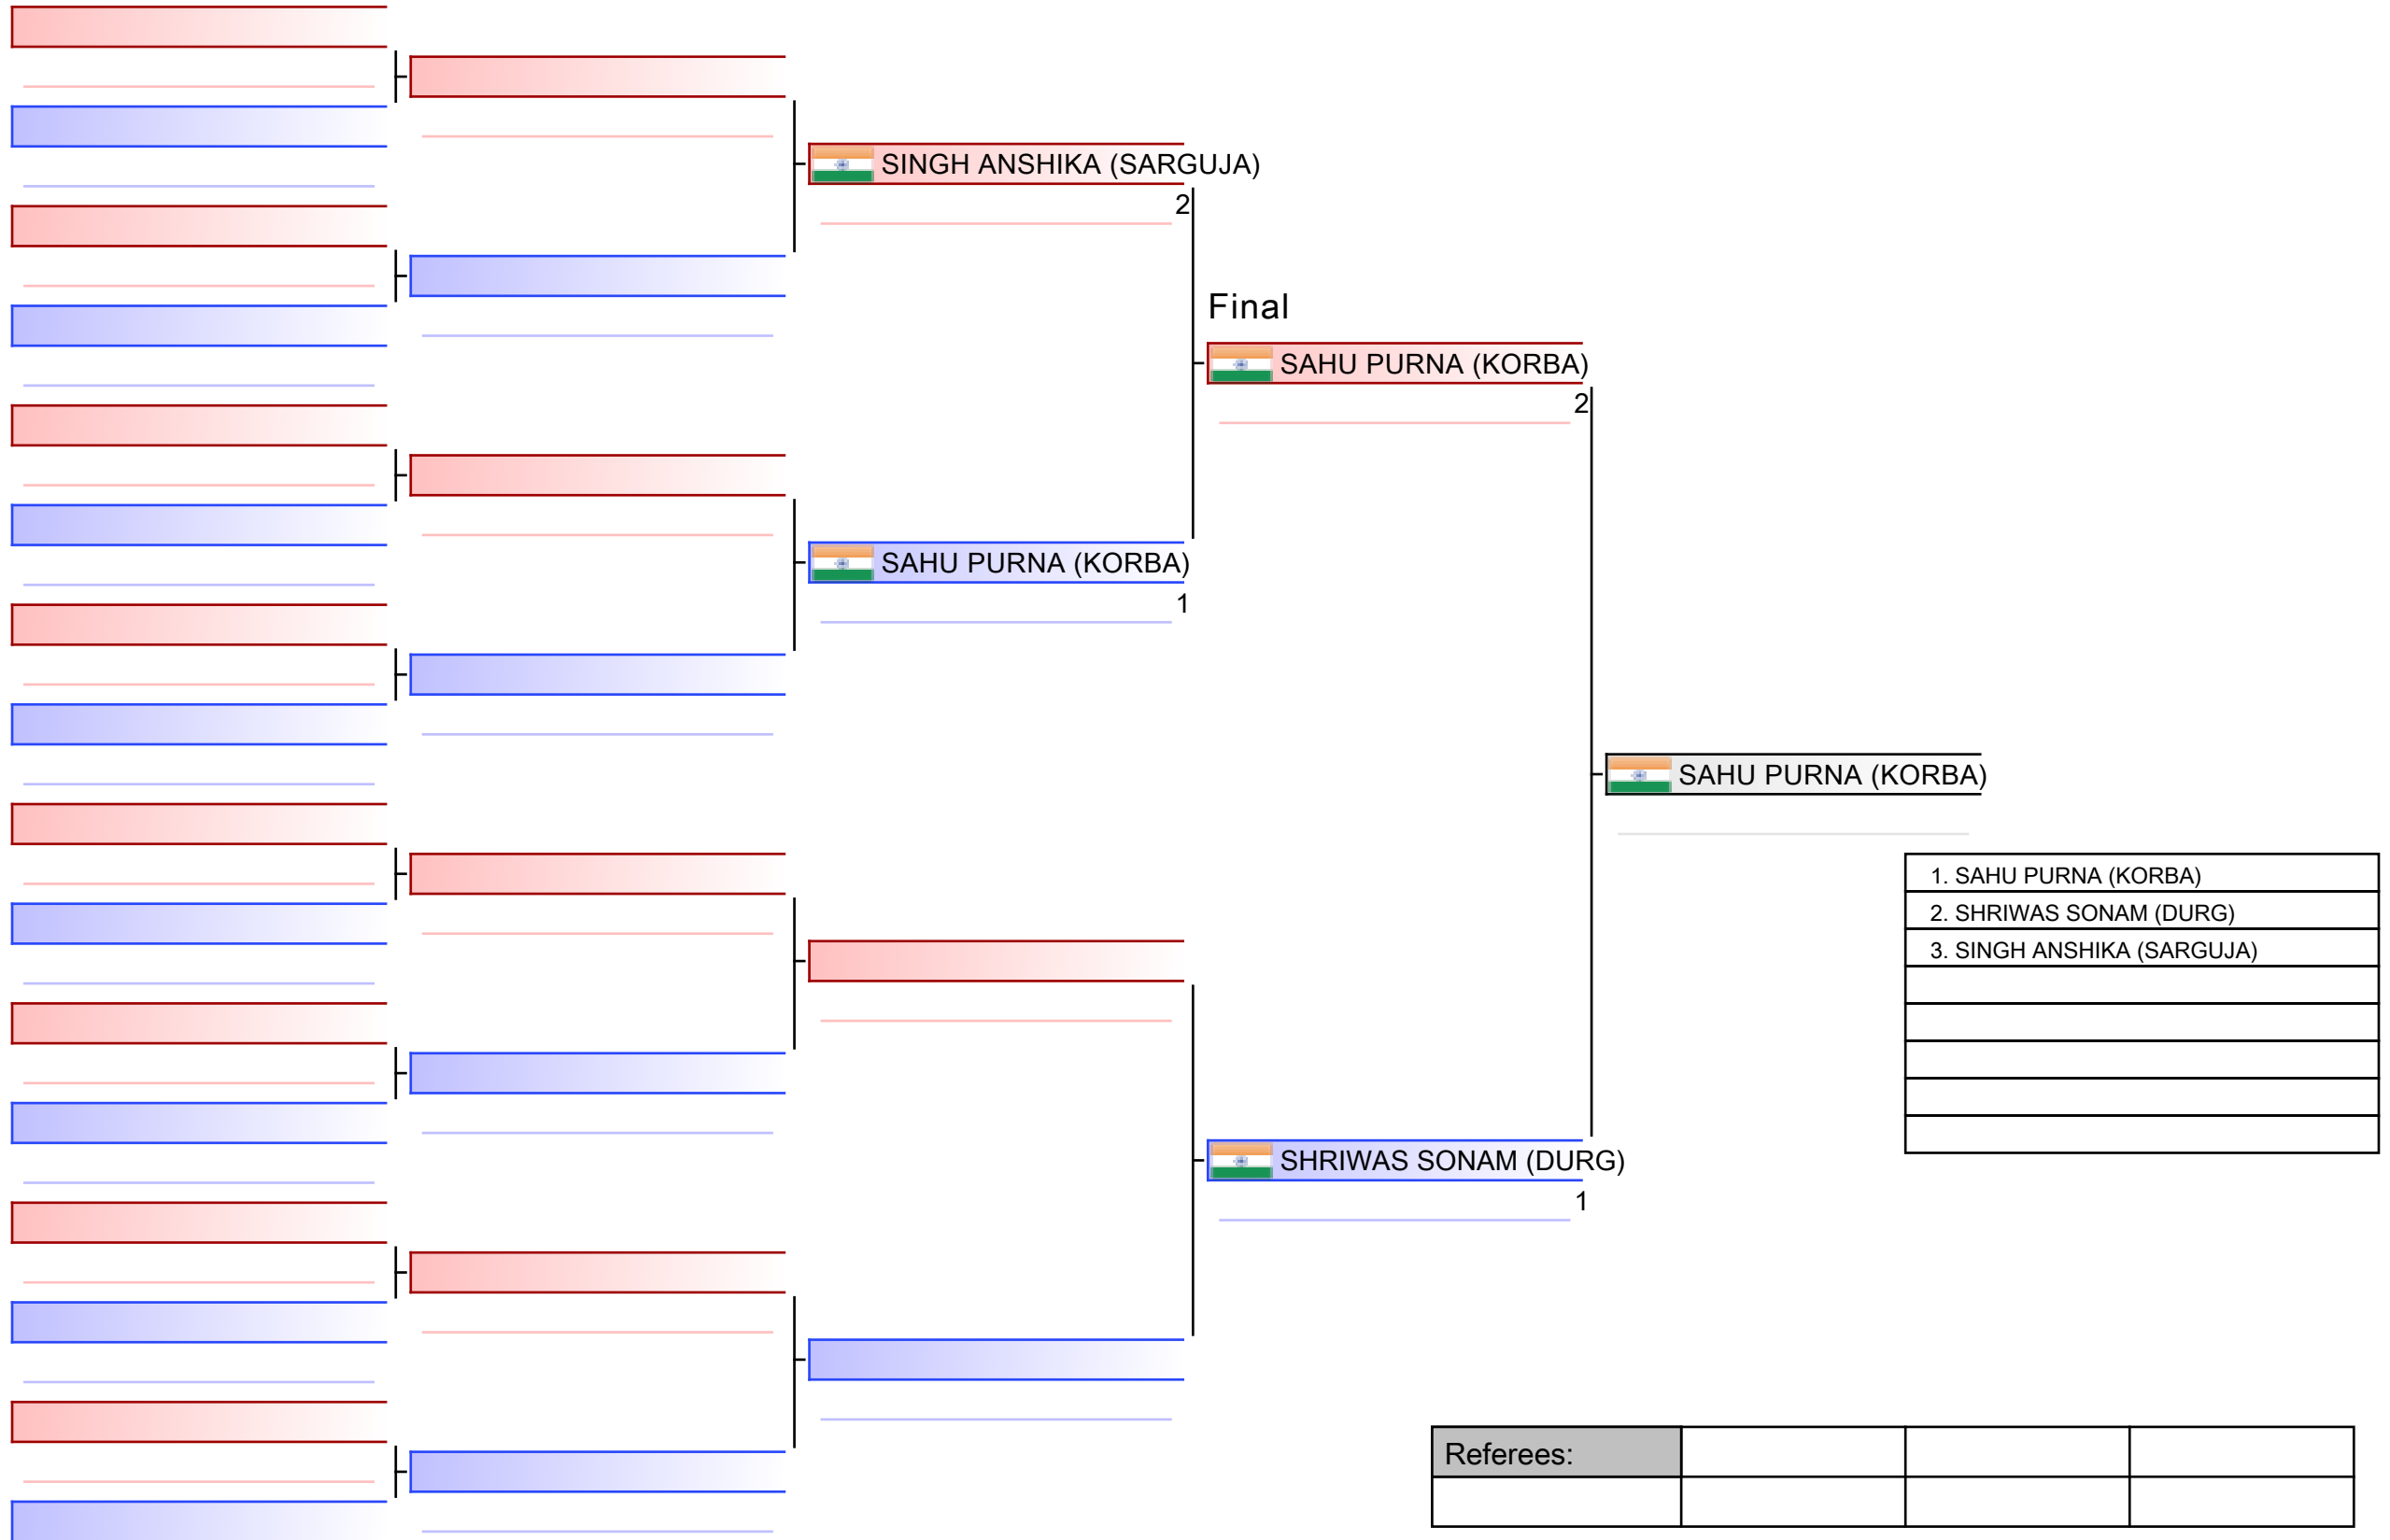 SINGH ANSHIKA (SARGUJA)
2
Final
SAHU PURNA (KORBA)
2
SAHU PURNA (KORBA)
1
SAHU PURNA (KORBA)
1. SAHU PURNA (KORBA)
2. SHRIWAS SONAM (DURG)
3. SINGH ANSHIKA (SARGUJA)
SHRIWAS SONAM (DURG)
1
Referees: